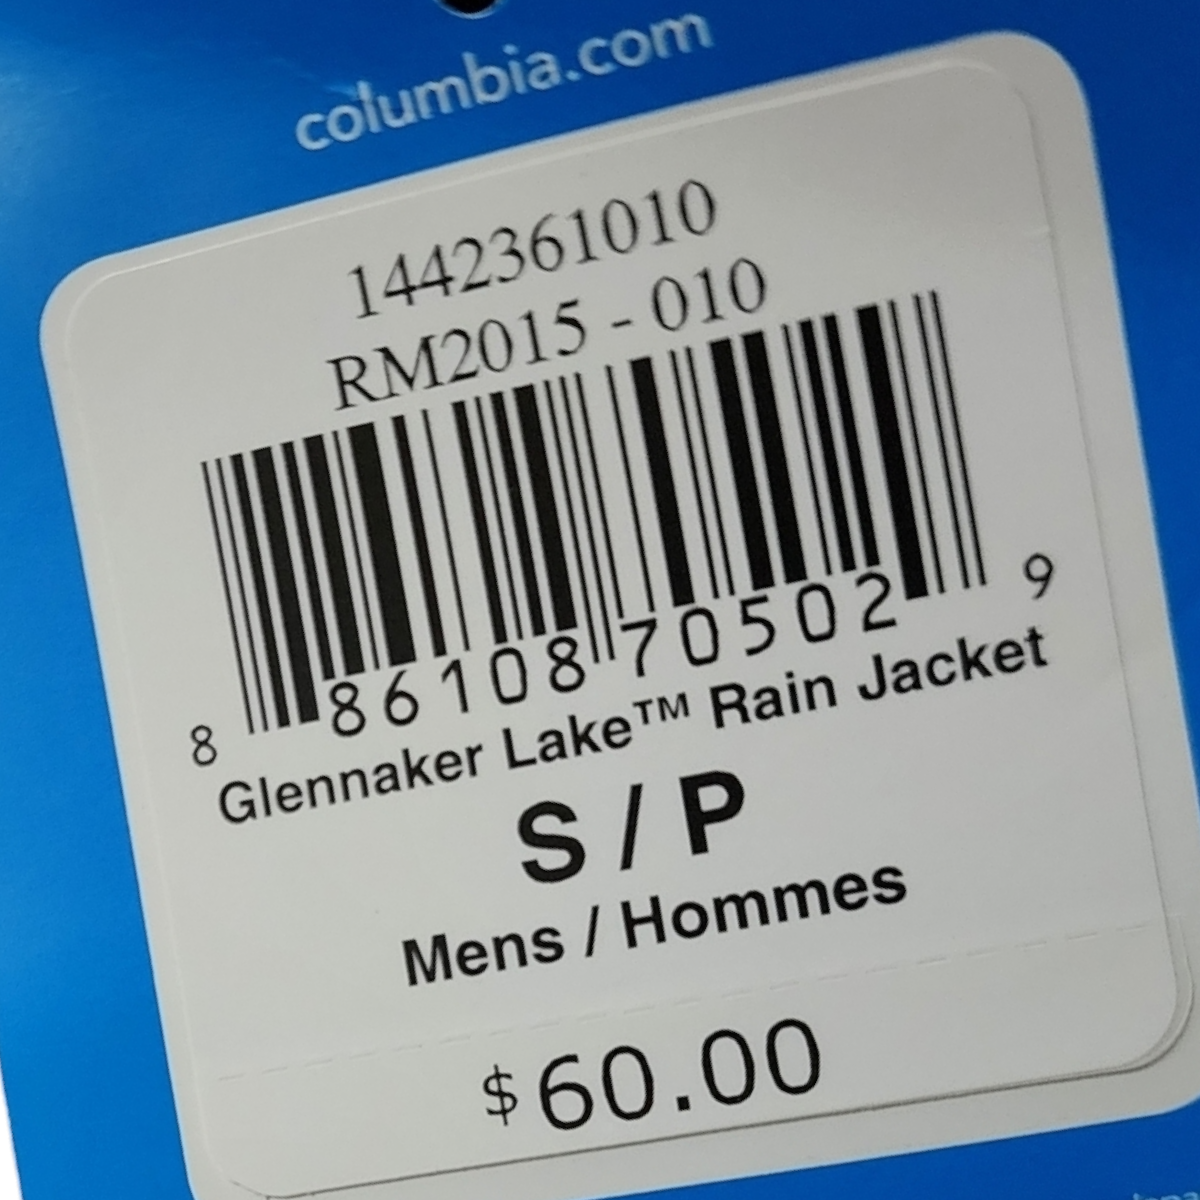 columbia.com
1442361010
RM2015 - 010
8 86108 70502 9
Glennaker Lake™ Rain Jacket
S / P
Mens / Hommes
$60.00